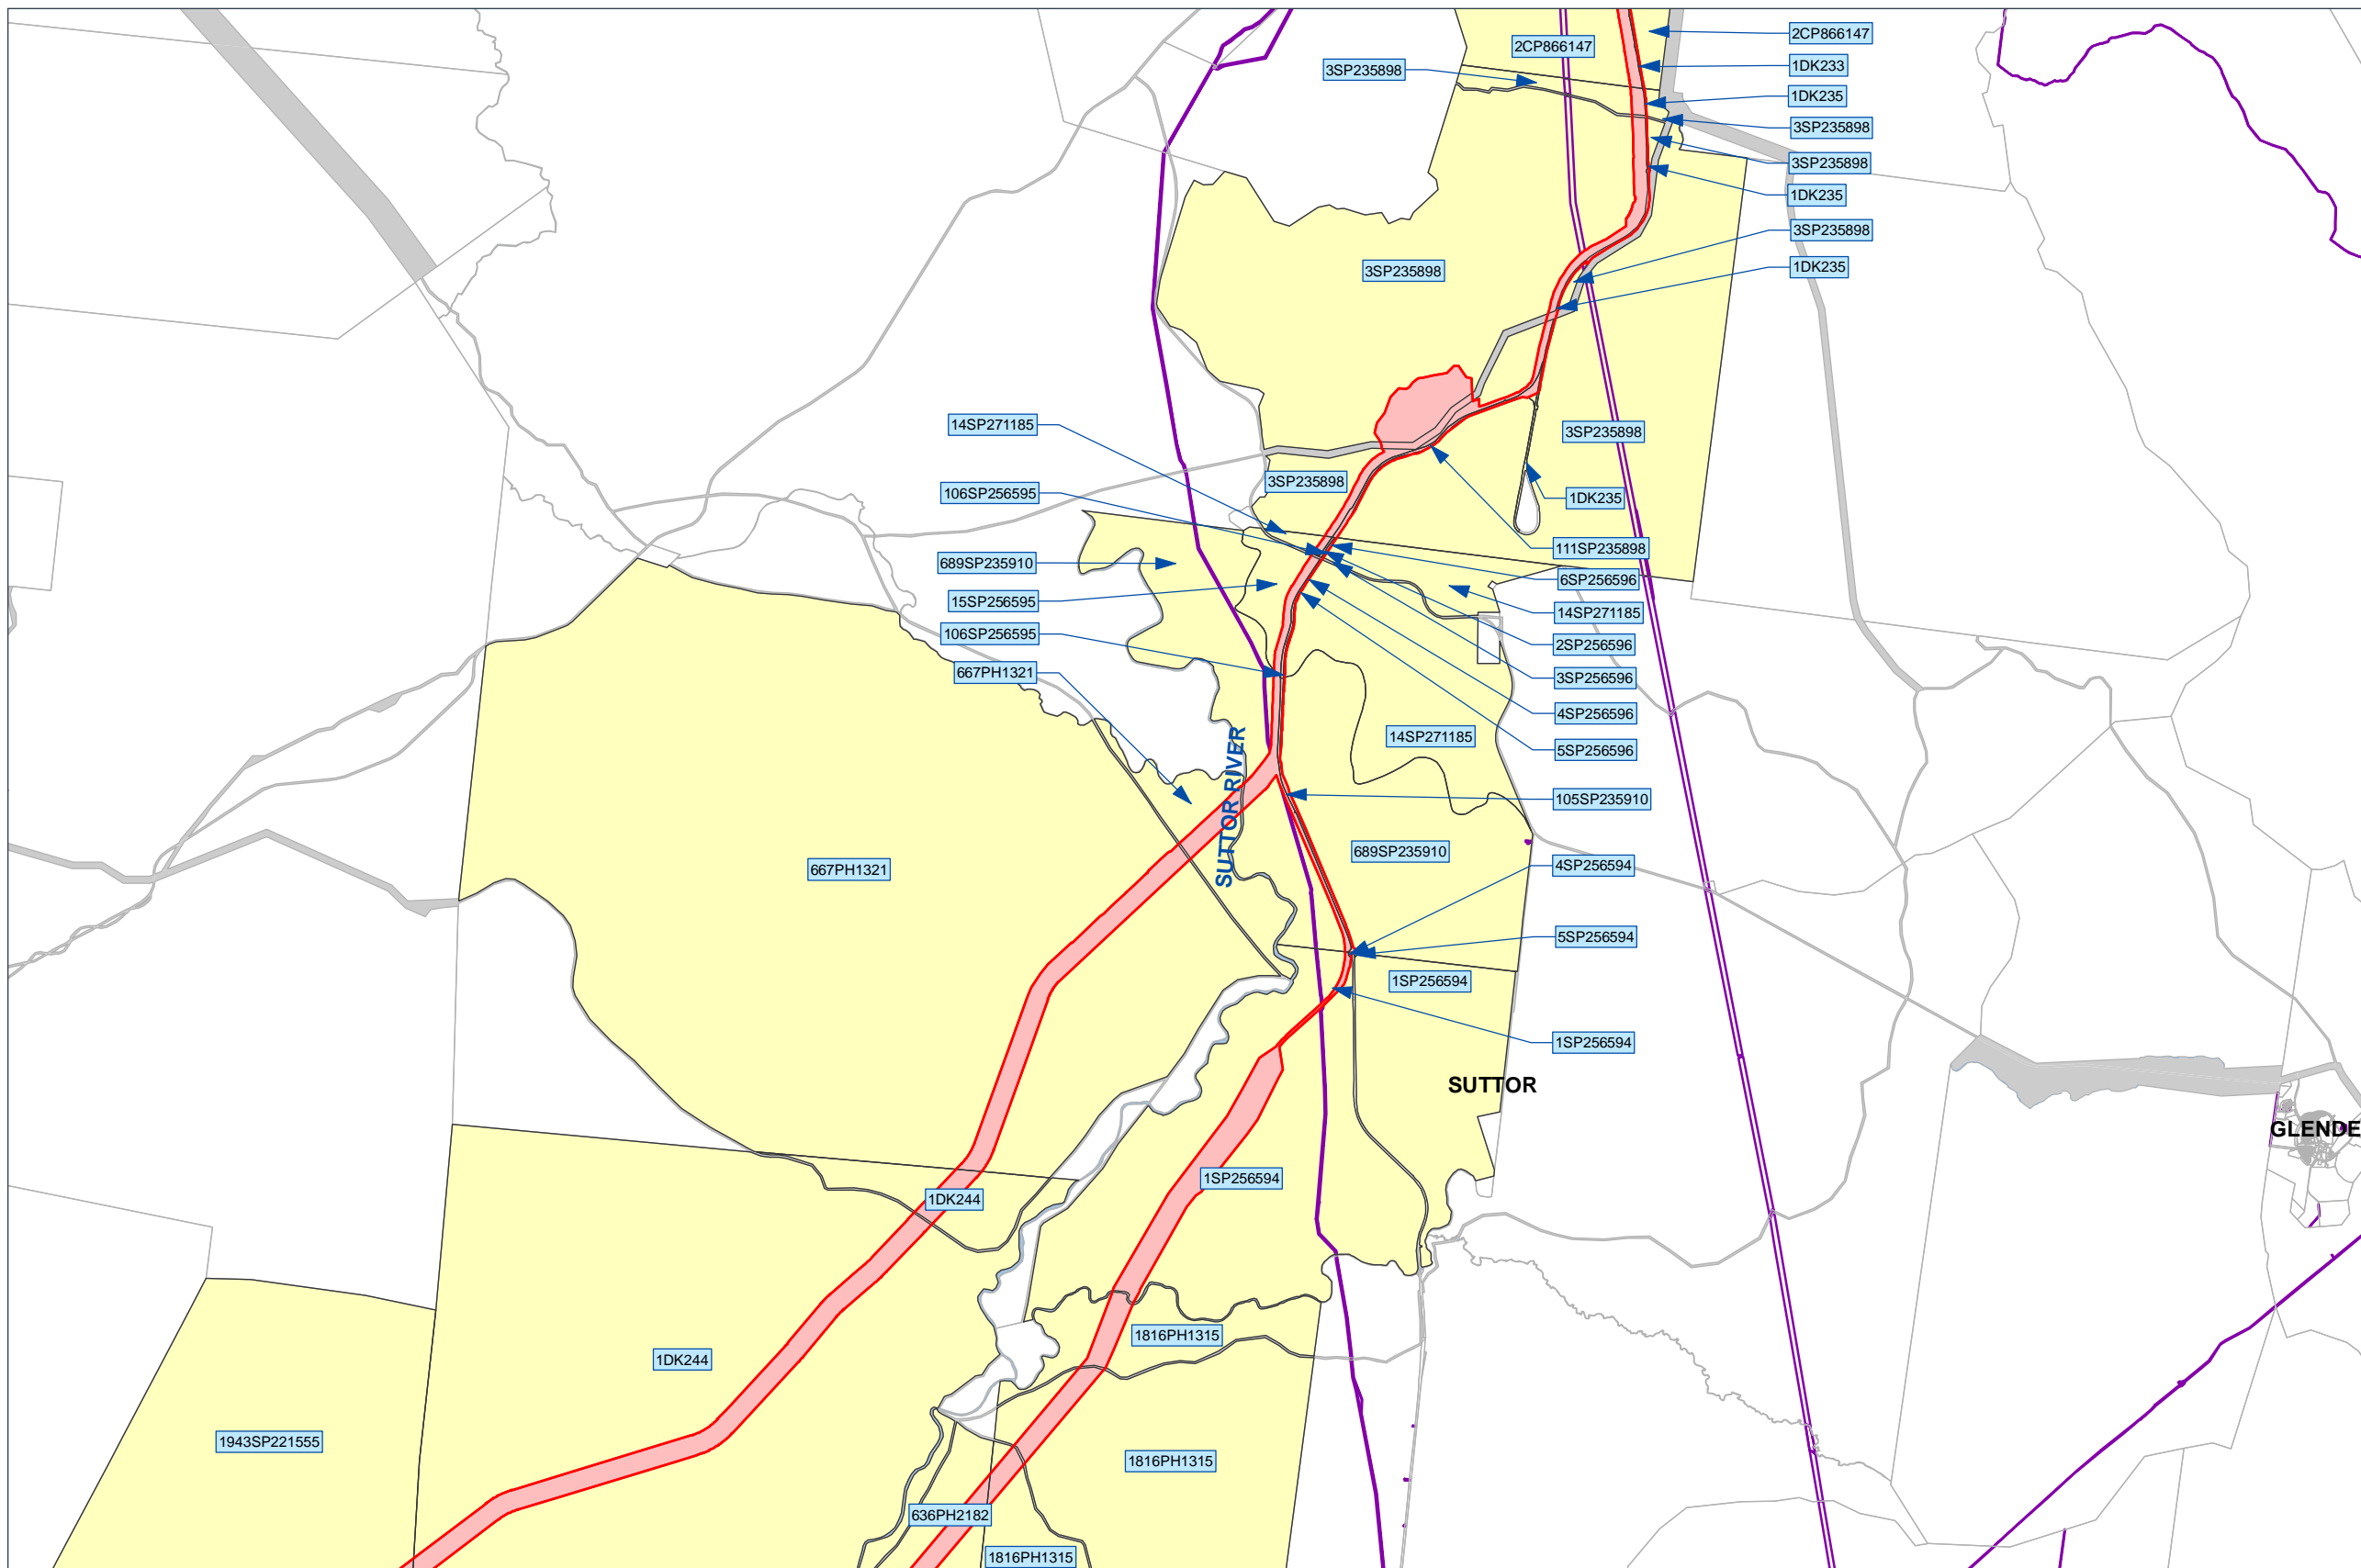 2CP866147
2CP866147
3SP235898
1DK233
1DK235
3SP235898
3SP235898
1DK235
3SP235898
3SP235898
1DK235
14SP271185
3SP235898
3SP235898
106SP256595
1DK235
111SP235898
689SP235910
6SP256596
15SP256595
14SP271185
106SP256595
2SP256596
667PH1321
3SP256596
4SP256596
14SP271185
5SP256596
SUTTOR RIVER
105SP235910
689SP235910
667PH1321
4SP256594
5SP256594
1SP256594
1SP256594
SUTTOR
GLENDE
1SP256594
1DK244
1816PH1315
1DK244
1943SP221555
1816PH1315
636PH2182
1816PH1315